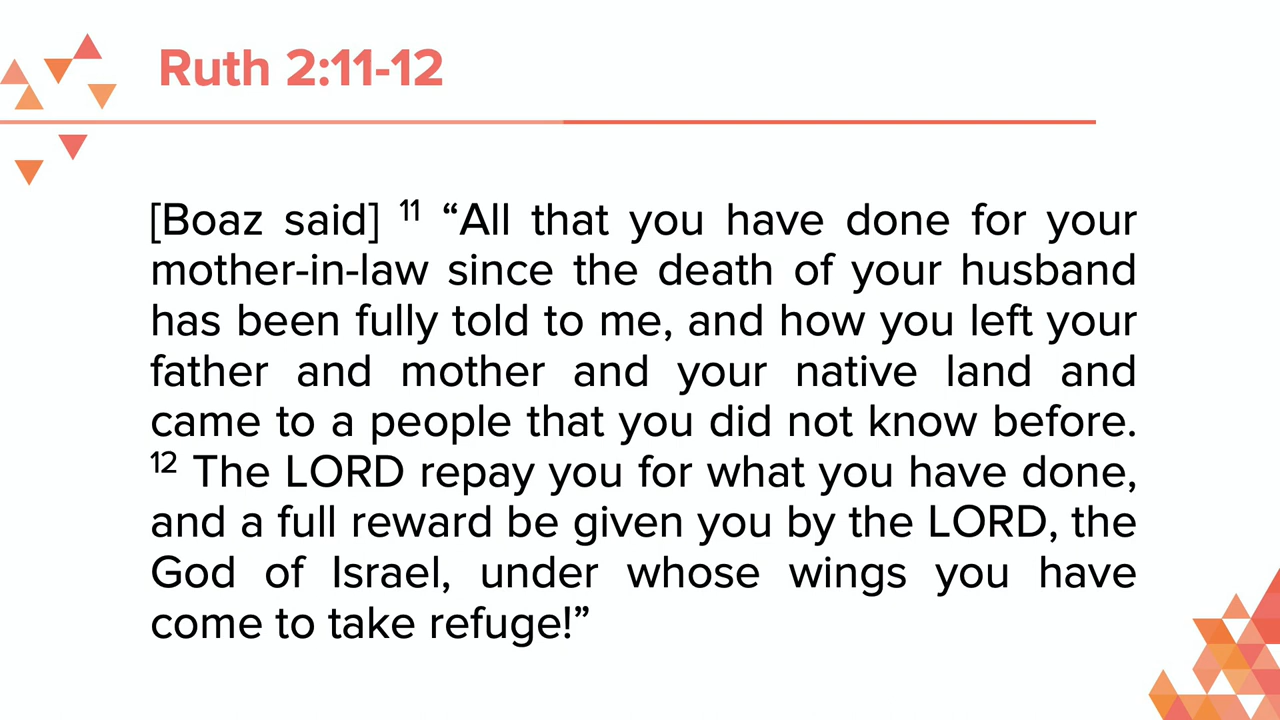 Ruth 2:11-12
[Boaz said] ¹¹ “All that you have done for your
mother-in-law since the death of your husband
has been fully told to me, and how you left your
father and mother and your native land and
came to a people that you did not know before.
¹² The LORD repay you for what you have done,
and a full reward be given you by the LORD, the
God of Israel, under whose wings you have
come to take refuge!”